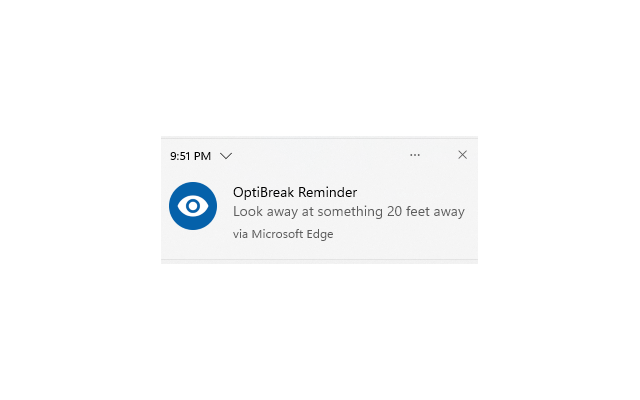 9:51 PM
OptiBreak Reminder
Look away at something 20 feet away
via Microsoft Edge